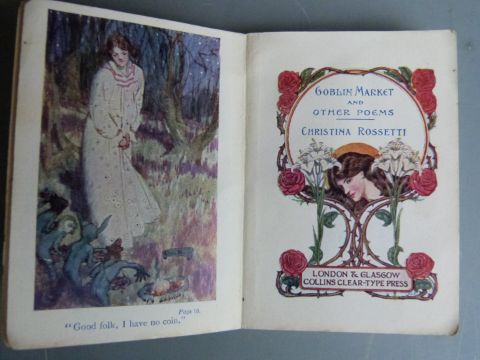 Page 10.
"Good folk, I have no coin."
GOBLIN MARKET
AND
OTHER POEMS
CHRISTINA ROSSETTI
LONDON & GLASGOW
COLLINS CLEAR-TYPE PRESS